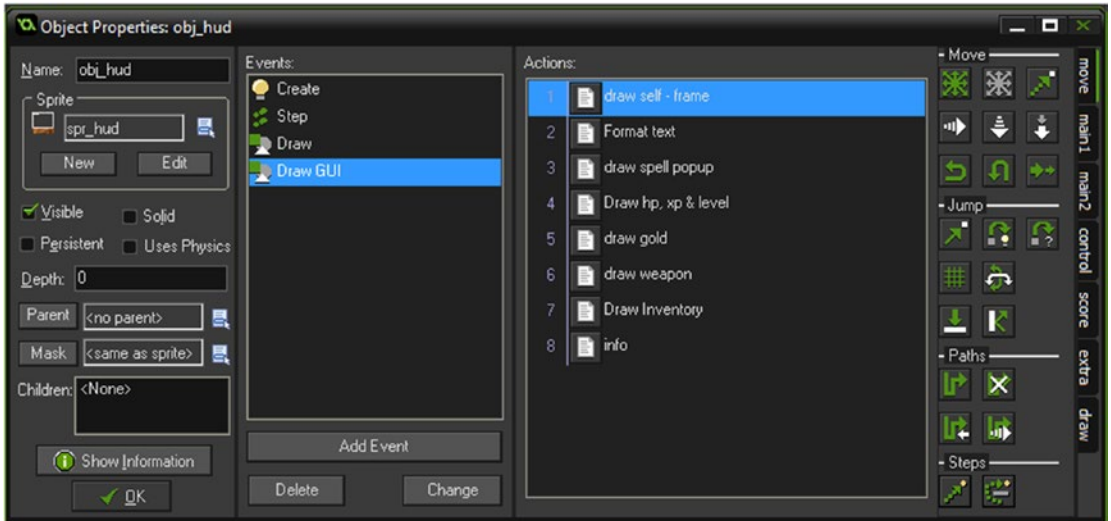 Object Properties: obj_hud
Name: obj_hud
Sprite
spr_hud
New Edit
Visible Solid
Persistent Uses Physics
Depth: 0
Parent <no parent>
Mask <same as sprite>
Children: <None>
Show Information
OK
Events:
Create
Step
Draw
Draw GUI
Add Event
Delete Change
Actions:
1 draw self - frame
2 Format text
3 draw spell popup
4 Draw hp, xp & level
5 draw gold
6 draw weapon
7 Draw Inventory
8 info
Move
Jump
Paths
Steps
move
main1
main2
control
score
extra
draw